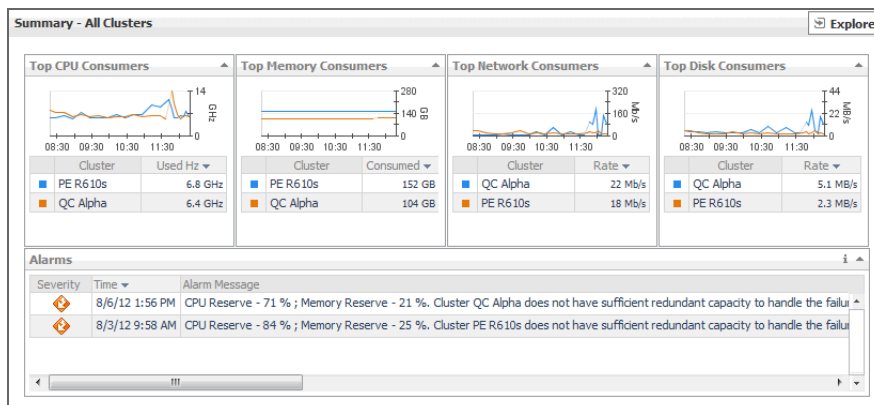 Summary - All Clusters
Explore
Top CPU Consumers
14
0
GHz
08:30 09:30 10:30 11:30
Cluster Used Hz
PE R610s 6.8 GHz
QC Alpha 6.4 GHz
Top Memory Consumers
280
140
0
GB
08:30 09:30 10:30 11:30
Cluster Consumed
PE R610s 152 GB
QC Alpha 104 GB
Top Network Consumers
320
160
0
Mb/s
08:30 09:30 10:30 11:30
Cluster Rate
QC Alpha 22 Mb/s
PE R610s 18 Mb/s
Top Disk Consumers
44
22
0
MB/s
08:30 09:30 10:30 11:30
Cluster Rate
QC Alpha 5.1 MB/s
PE R610s 2.3 MB/s
Alarms
Severity Time Alarm Message
8/6/12 1:56 PM CPU Reserve - 71 % ; Memory Reserve - 21 %. Cluster QC Alpha does not have sufficient redundant capacity to handle the failu
8/3/12 9:58 AM CPU Reserve - 84 % ; Memory Reserve - 25 %. Cluster PE R610s does not have sufficient redundant capacity to handle the failu